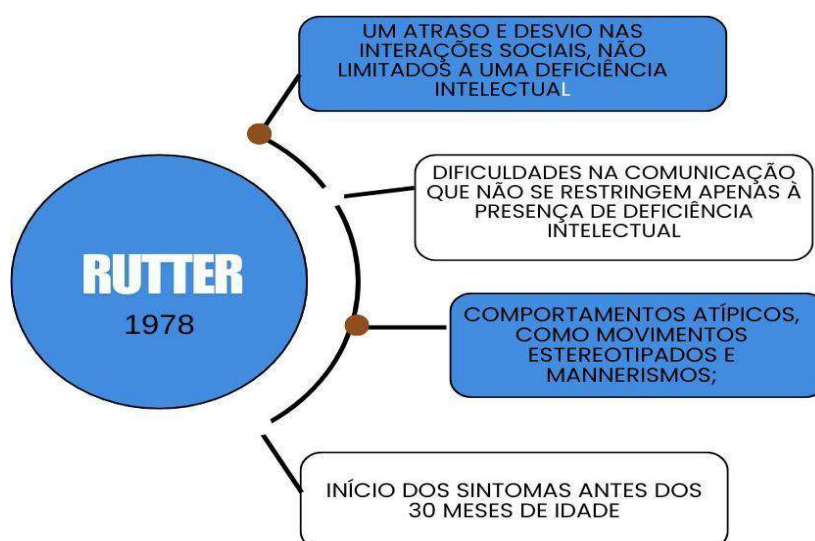 UM ATRASO E DESVIO NAS
INTERAÇÕES SOCIAIS, NÃO
LIMITADOS A UMA DEFICIÊNCIA
INTELECTUAL
DIFICULDADES NA COMUNICAÇÃO
QUE NÃO SE RESTRINGEM APENAS À
PRESENÇA DE DEFICIÊNCIA
INTELECTUAL
RUTTER
1978
COMPORTAMENTOS ATÍPICOS,
COMO MOVIMENTOS
ESTEREOTIPADOS E
MANNERISMOS;
INÍCIO DOS SINTOMAS ANTES DOS
30 MESES DE IDADE